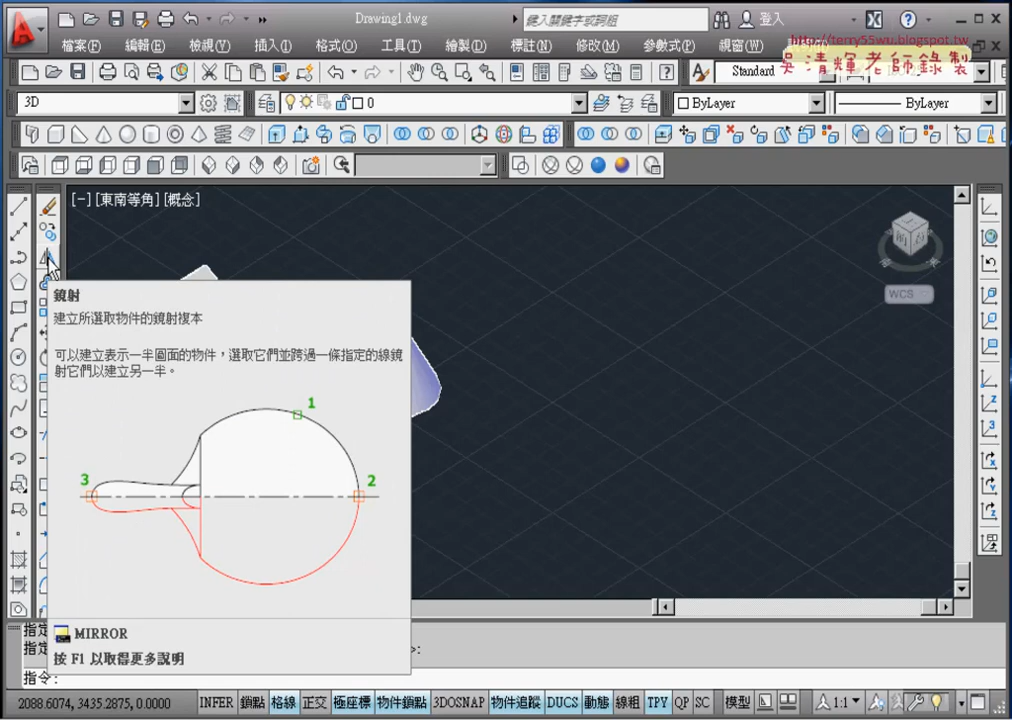 Drawing1.dwg
鍵入關鍵字或詞組
登入
http://terry55wu.blogspot.tw
檔案(F) 編輯(E) 檢視(V) 插入(I) 格式(O) 工具(T) 繪製(D) 標註(N) 修改(M) 參數式(P) 視窗(W)
吳清輝老師錄製
Standard
3D
0
ByLayer
ByLayer
[−][東南等角][概念]
WCS
鏡射
建立所選取物件的鏡射複本
可以建立表示一半圖面的物件，選取它們並跨過一條指定的線鏡
射它們以建立另一半。
1
3
2
MIRROR
按 F1 以取得更多說明
指定
指定
:
指令:
2088.6074, 3435.2875, 0.0000
INFER 鎖點 格線 正交 極座標 物件鎖點 3DOSNAP 物件追蹤 DUCS 動態 線粗 TPY QP SC 模型 1:1